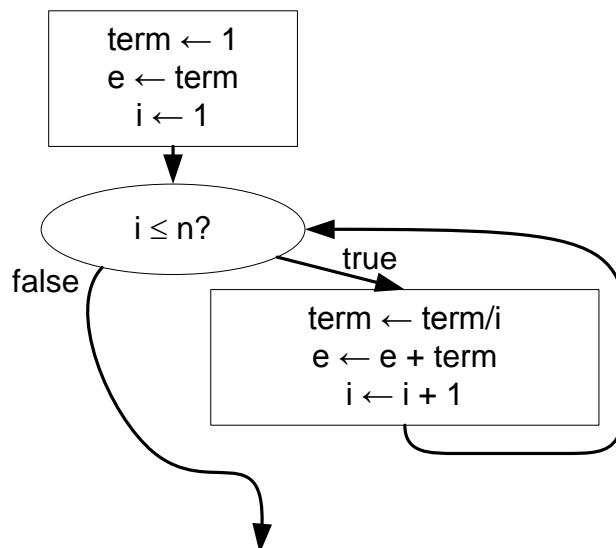 term ← 1
e ← term
i ← 1
i ≤ n?
false
true
term ← term/i
e ← e + term
i ← i + 1